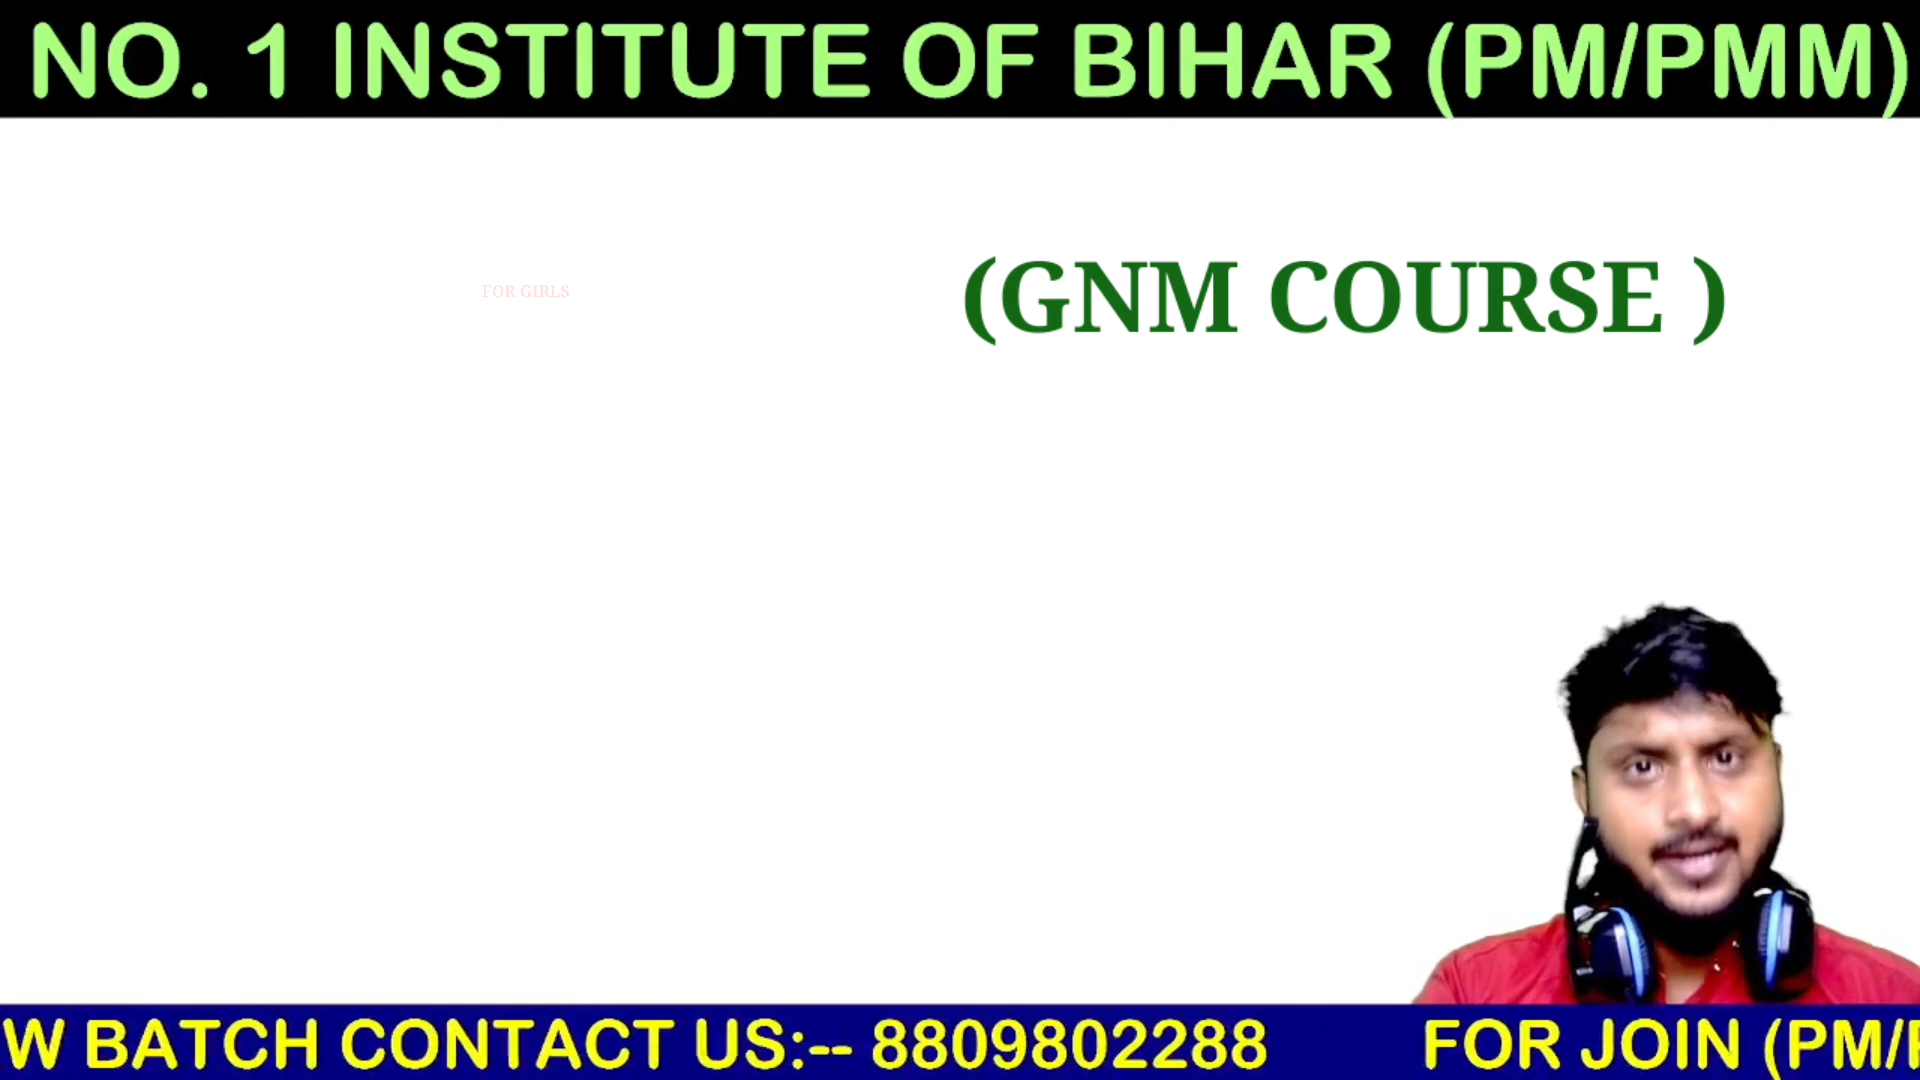 NO. 1 INSTITUTE OF BIHAR (PM/PMM)
FOR GIRLS
(GNM COURSE )
W BATCH CONTACT US:-- 8809802288 FOR JOIN (PM/